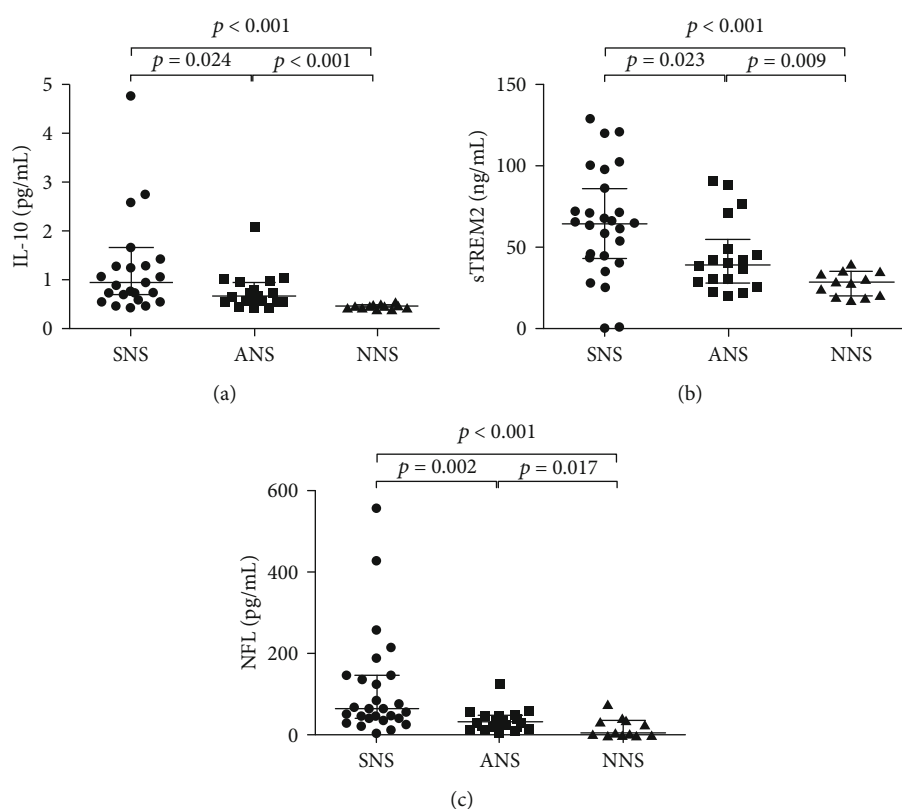 p < 0.001
p = 0.024 p < 0.001
IL-10 (pg/mL)
5
4
3
2
1
0
SNS ANS NNS
(a)
p < 0.001
p = 0.023 p = 0.009
sTREM2 (ng/mL)
150
100
50
0
SNS ANS NNS
(b)
p < 0.001
p = 0.002 p = 0.017
NFL (pg/mL)
600
400
200
0
SNS ANS NNS
(c)